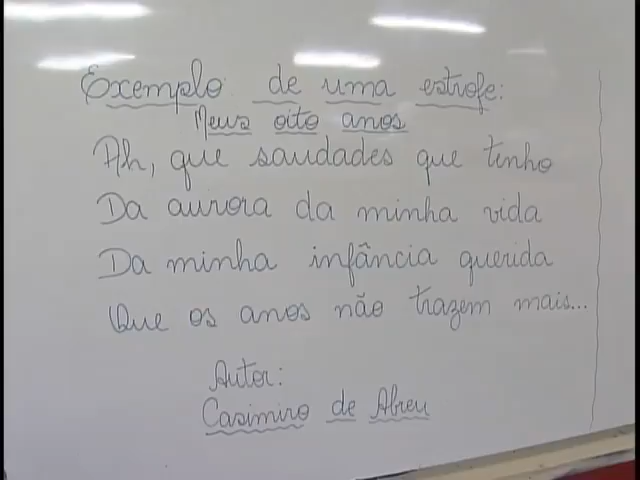 Exemplo de uma estrofe:
Meus oito anos
Ah, que saudades que tenho
Da aurora da minha vida
Da minha infância querida
Que os anos não trazem mais...
Autor:
Casimiro de Abreu